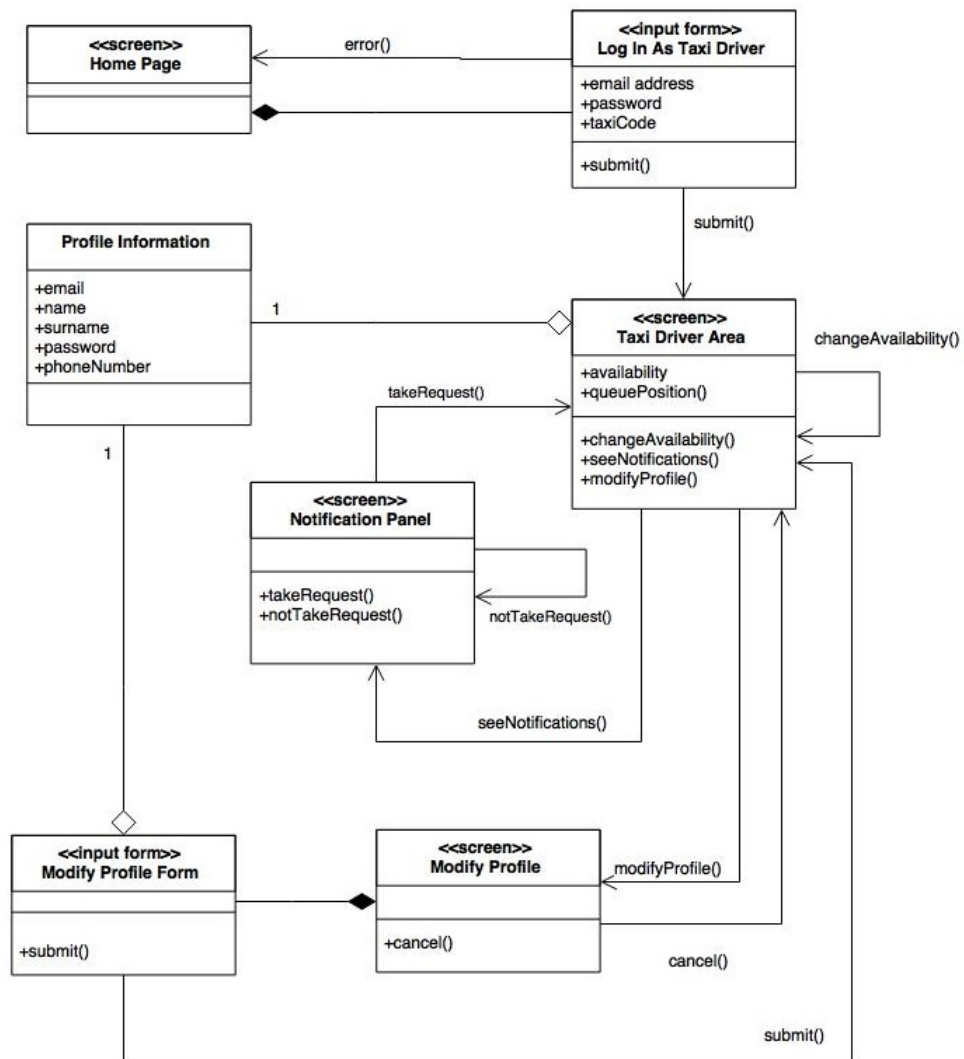 <<screen>>
Home Page
error()
<<input form>>
Log In As Taxi Driver
+email address
+password
+taxiCode
+submit()
submit()
Profile Information
+email
+name
+surname
+password
+phoneNumber
1
1
<<screen>>
Taxi Driver Area
+availability
+queuePosition()
+changeAvailability()
+seeNotifications()
+modifyProfile()
changeAvailability()
takeRequest()
<<screen>>
Notification Panel
+takeRequest()
+notTakeRequest()
notTakeRequest()
seeNotifications()
<<input form>>
Modify Profile Form
+submit()
<<screen>>
Modify Profile
+cancel()
modifyProfile()
cancel()
submit()